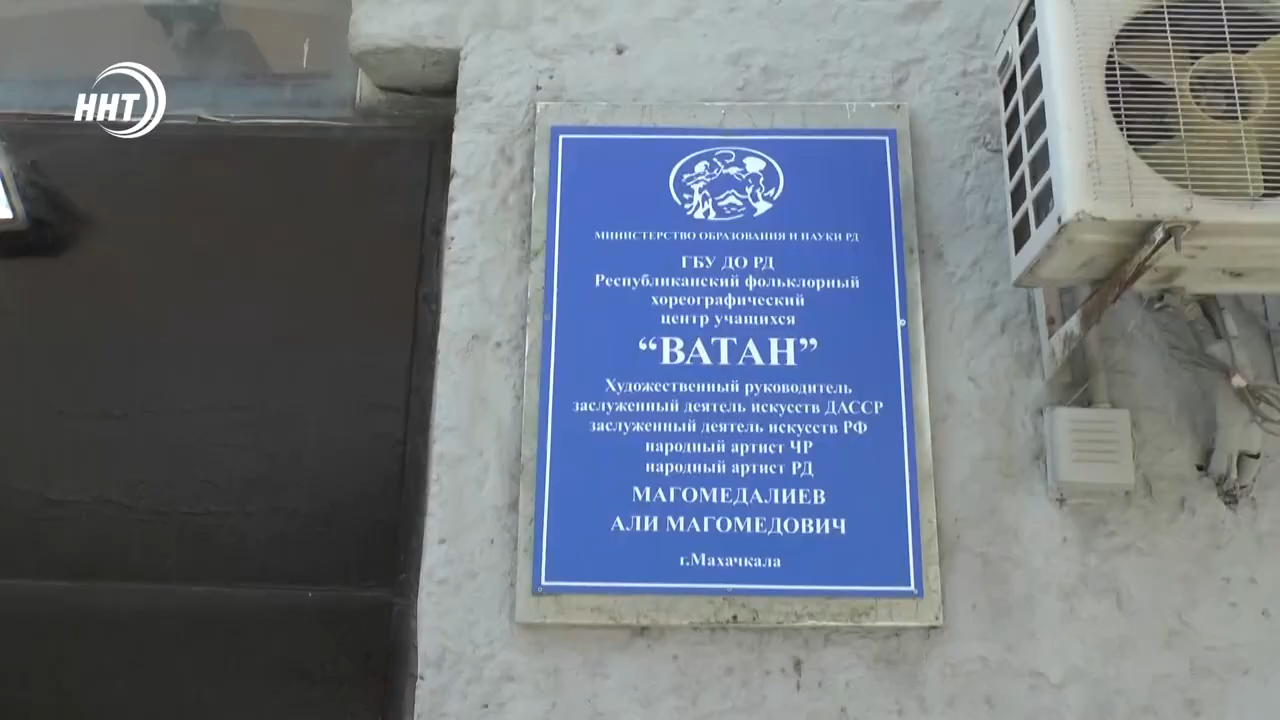 ННТ
МИНИСТЕРСТВО ОБРАЗОВАНИЯ И НАУКИ РД
ГБУ ДО РД
Республиканский фольклорный
хореографический
центр учащихся
“ВАТАН”
Художественный руководитель
заслуженный деятель искусств ДАССР
заслуженный деятель искусств РФ
народный артист ЧР
народный артист РД
МАГОМЕДАЛИЕВ
АЛИ МАГОМЕДОВИЧ
г.Махачкала